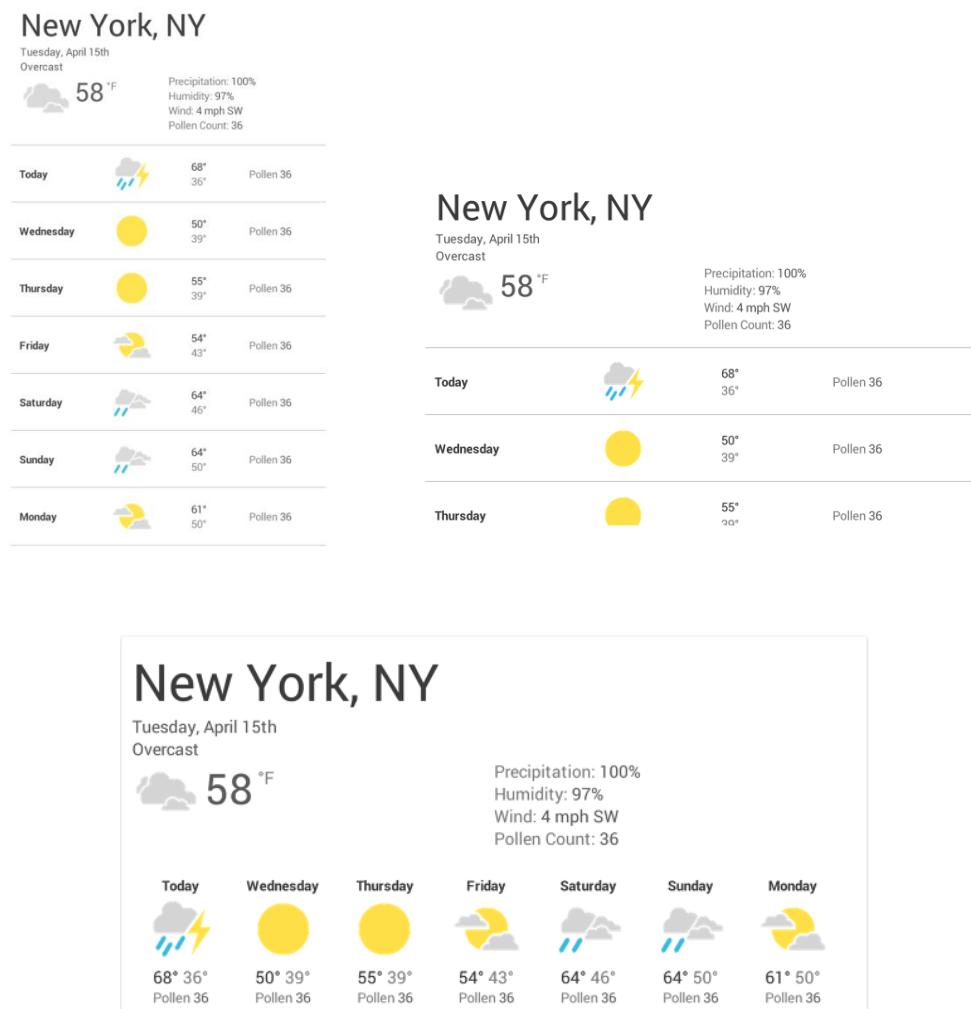 New York, NY
Tuesday, April 15th
Overcast
58 °F
Precipitation: 100%
Humidity: 97%
Wind: 4 mph SW
Pollen Count: 36
Today 68° Pollen 36
36°
Wednesday 50° Pollen 36
39°
Thursday 55° Pollen 36
39°
Friday 54° Pollen 36
43°
Saturday 64° Pollen 36
46°
Sunday 64° Pollen 36
50°
Monday 61° Pollen 36
50°
New York, NY
Tuesday, April 15th
Overcast
58 °F
Precipitation: 100%
Humidity: 97%
Wind: 4 mph SW
Pollen Count: 36
Today 68° Pollen 36
36°
Wednesday 50° Pollen 36
39°
Thursday 55° Pollen 36
39°
New York, NY
Tuesday, April 15th
Overcast
58 °F
Precipitation: 100%
Humidity: 97%
Wind: 4 mph SW
Pollen Count: 36
Today Wednesday Thursday Friday Saturday Sunday Monday
68° 36° 50° 39° 55° 39° 54° 43° 64° 46° 64° 50° 61° 50°
Pollen 36 Pollen 36 Pollen 36 Pollen 36 Pollen 36 Pollen 36 Pollen 36